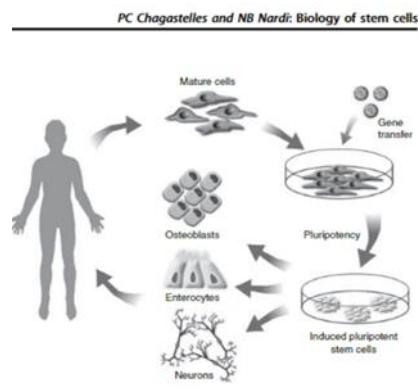 PC Chagastelles and NB Nardi: Biology of stem cells
Mature cells
Gene
transfer
Osteoblasts
Pluripotency
Enterocytes
Induced pluripotent
stem cells
Neurons